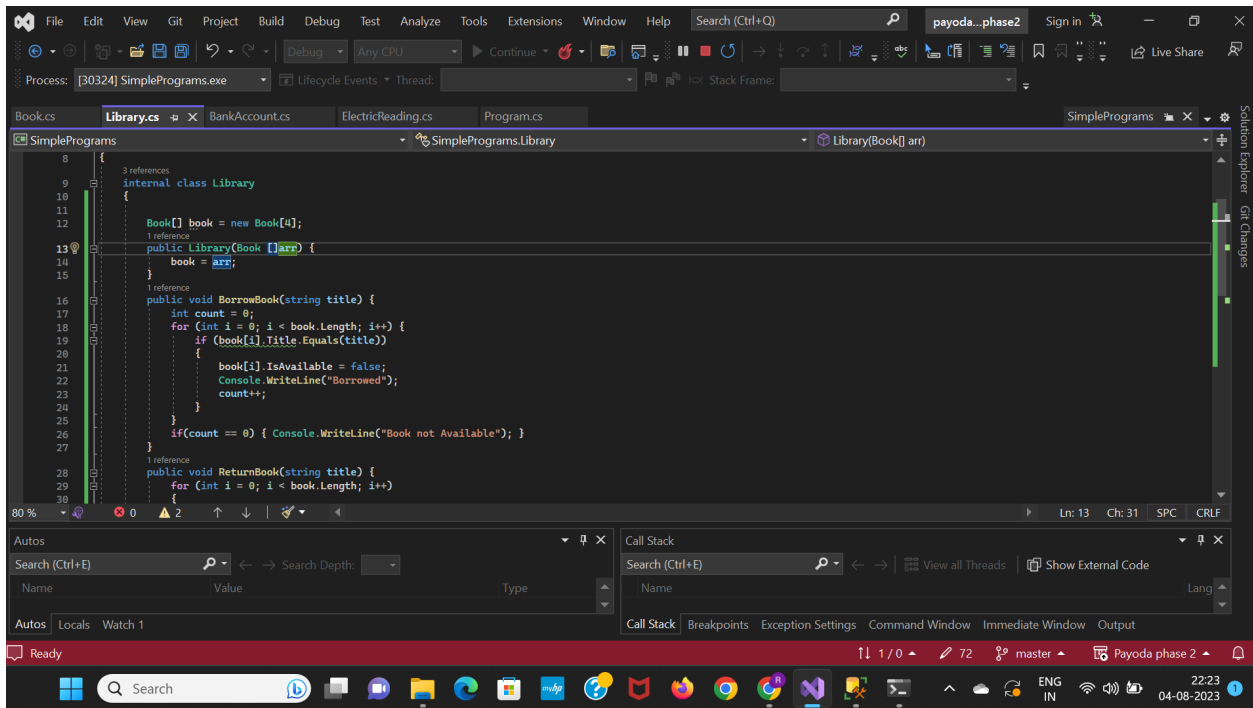 File Edit View Git Project Build Debug Test Analyze Tools Extensions Window Help Search (Ctrl+Q) payoda...phase2 Sign in
Debug Any CPU Continue Live Share
Process: [30324] SimplePrograms.exe Lifecycle Events Thread: Stack Frame:
Book.cs Library.cs BankAccount.cs ElectricReading.cs Program.cs SimplePrograms
SimplePrograms SimplePrograms.Library Library(Book[] arr)
8 {
3 references
9 internal class Library
10 {
11
12 Book[] book = new Book[4];
1 reference
13 public Library(Book []arr) {
14 book = arr;
15 }
1 reference
16 public void BorrowBook(string title) {
17 int count = 0;
18 for (int i = 0; i < book.Length; i++) {
19 if (book[i].Title.Equals(title))
20 {
21 book[i].IsAvailable = false;
22 Console.WriteLine("Borrowed");
23 count++;
24 }
25 }
26 if(count == 0) { Console.WriteLine("Book not Available"); }
27 }
1 reference
28 public void ReturnBook(string title) {
29 for (int i = 0; i < book.Length; i++)
30 {
Solution Explorer
Git Changes
80 % 0 2 Ln: 13 Ch: 31 SPC CRLF
Autos Call Stack
Search (Ctrl+E) Search Depth: Search (Ctrl+E) View all Threads Show External Code
Name Value Type Name Lang
Autos Locals Watch 1 Call Stack Breakpoints Exception Settings Command Window Immediate Window Output
Ready 1 / 0 72 master Payoda phase 2
Search ENG 22:23
IN 04-08-2023 1